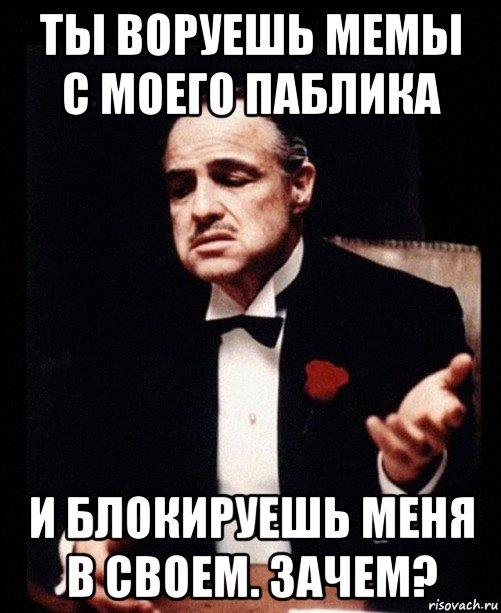 ТЫ ВОРУЕШЬ МЕМЫ
С МОЕГО ПАБЛИКА
И БЛОКИРУЕШЬ МЕНЯ
В СВОЕМ. ЗАЧЕМ?
risovach.ru